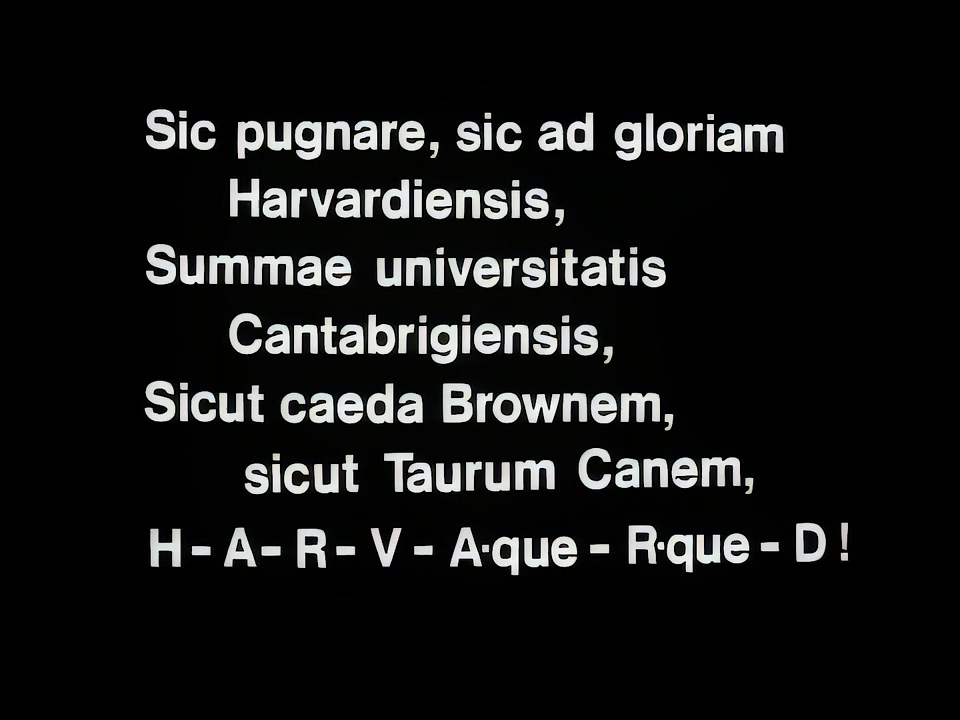 Sic pugnare, sic ad gloriam
Harvardiensis,
Summae universitatis
Cantabrigiensis,
Sicut caeda Brownem,
sicut Taurum Canem,
H - A - R - V - A·que - R·que - D !